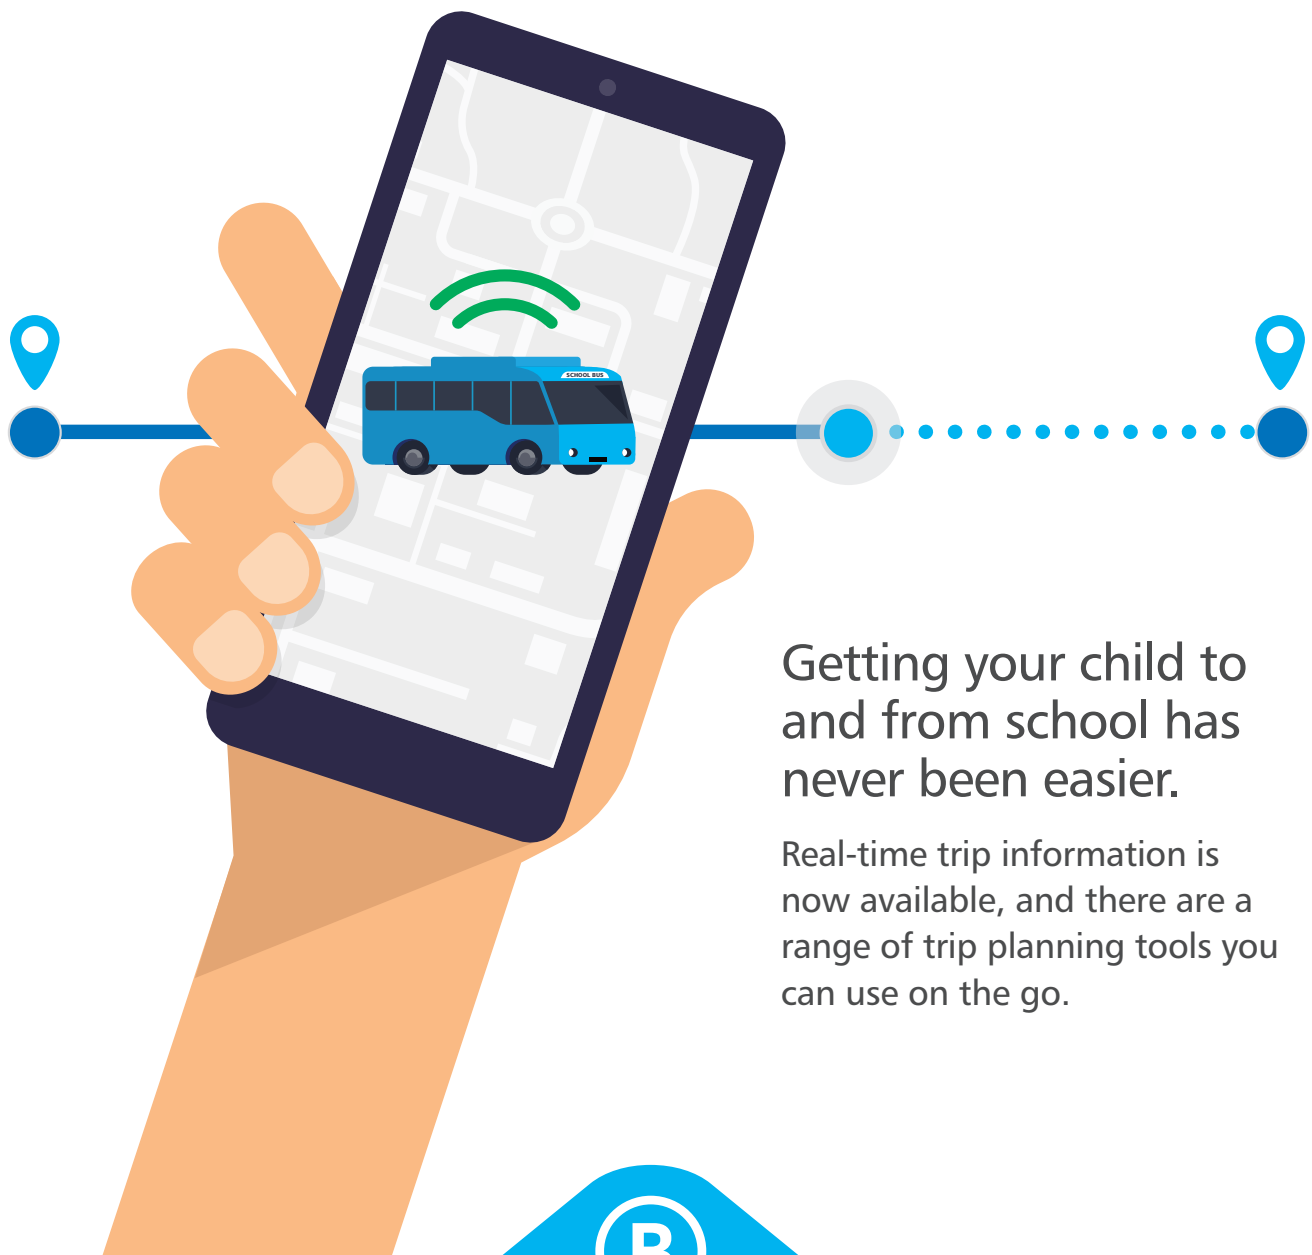 SCHOOL BUS
Getting your child to
and from school has
never been easier.
Real-time trip information is
now available, and there are a
range of trip planning tools you
can use on the go.
B